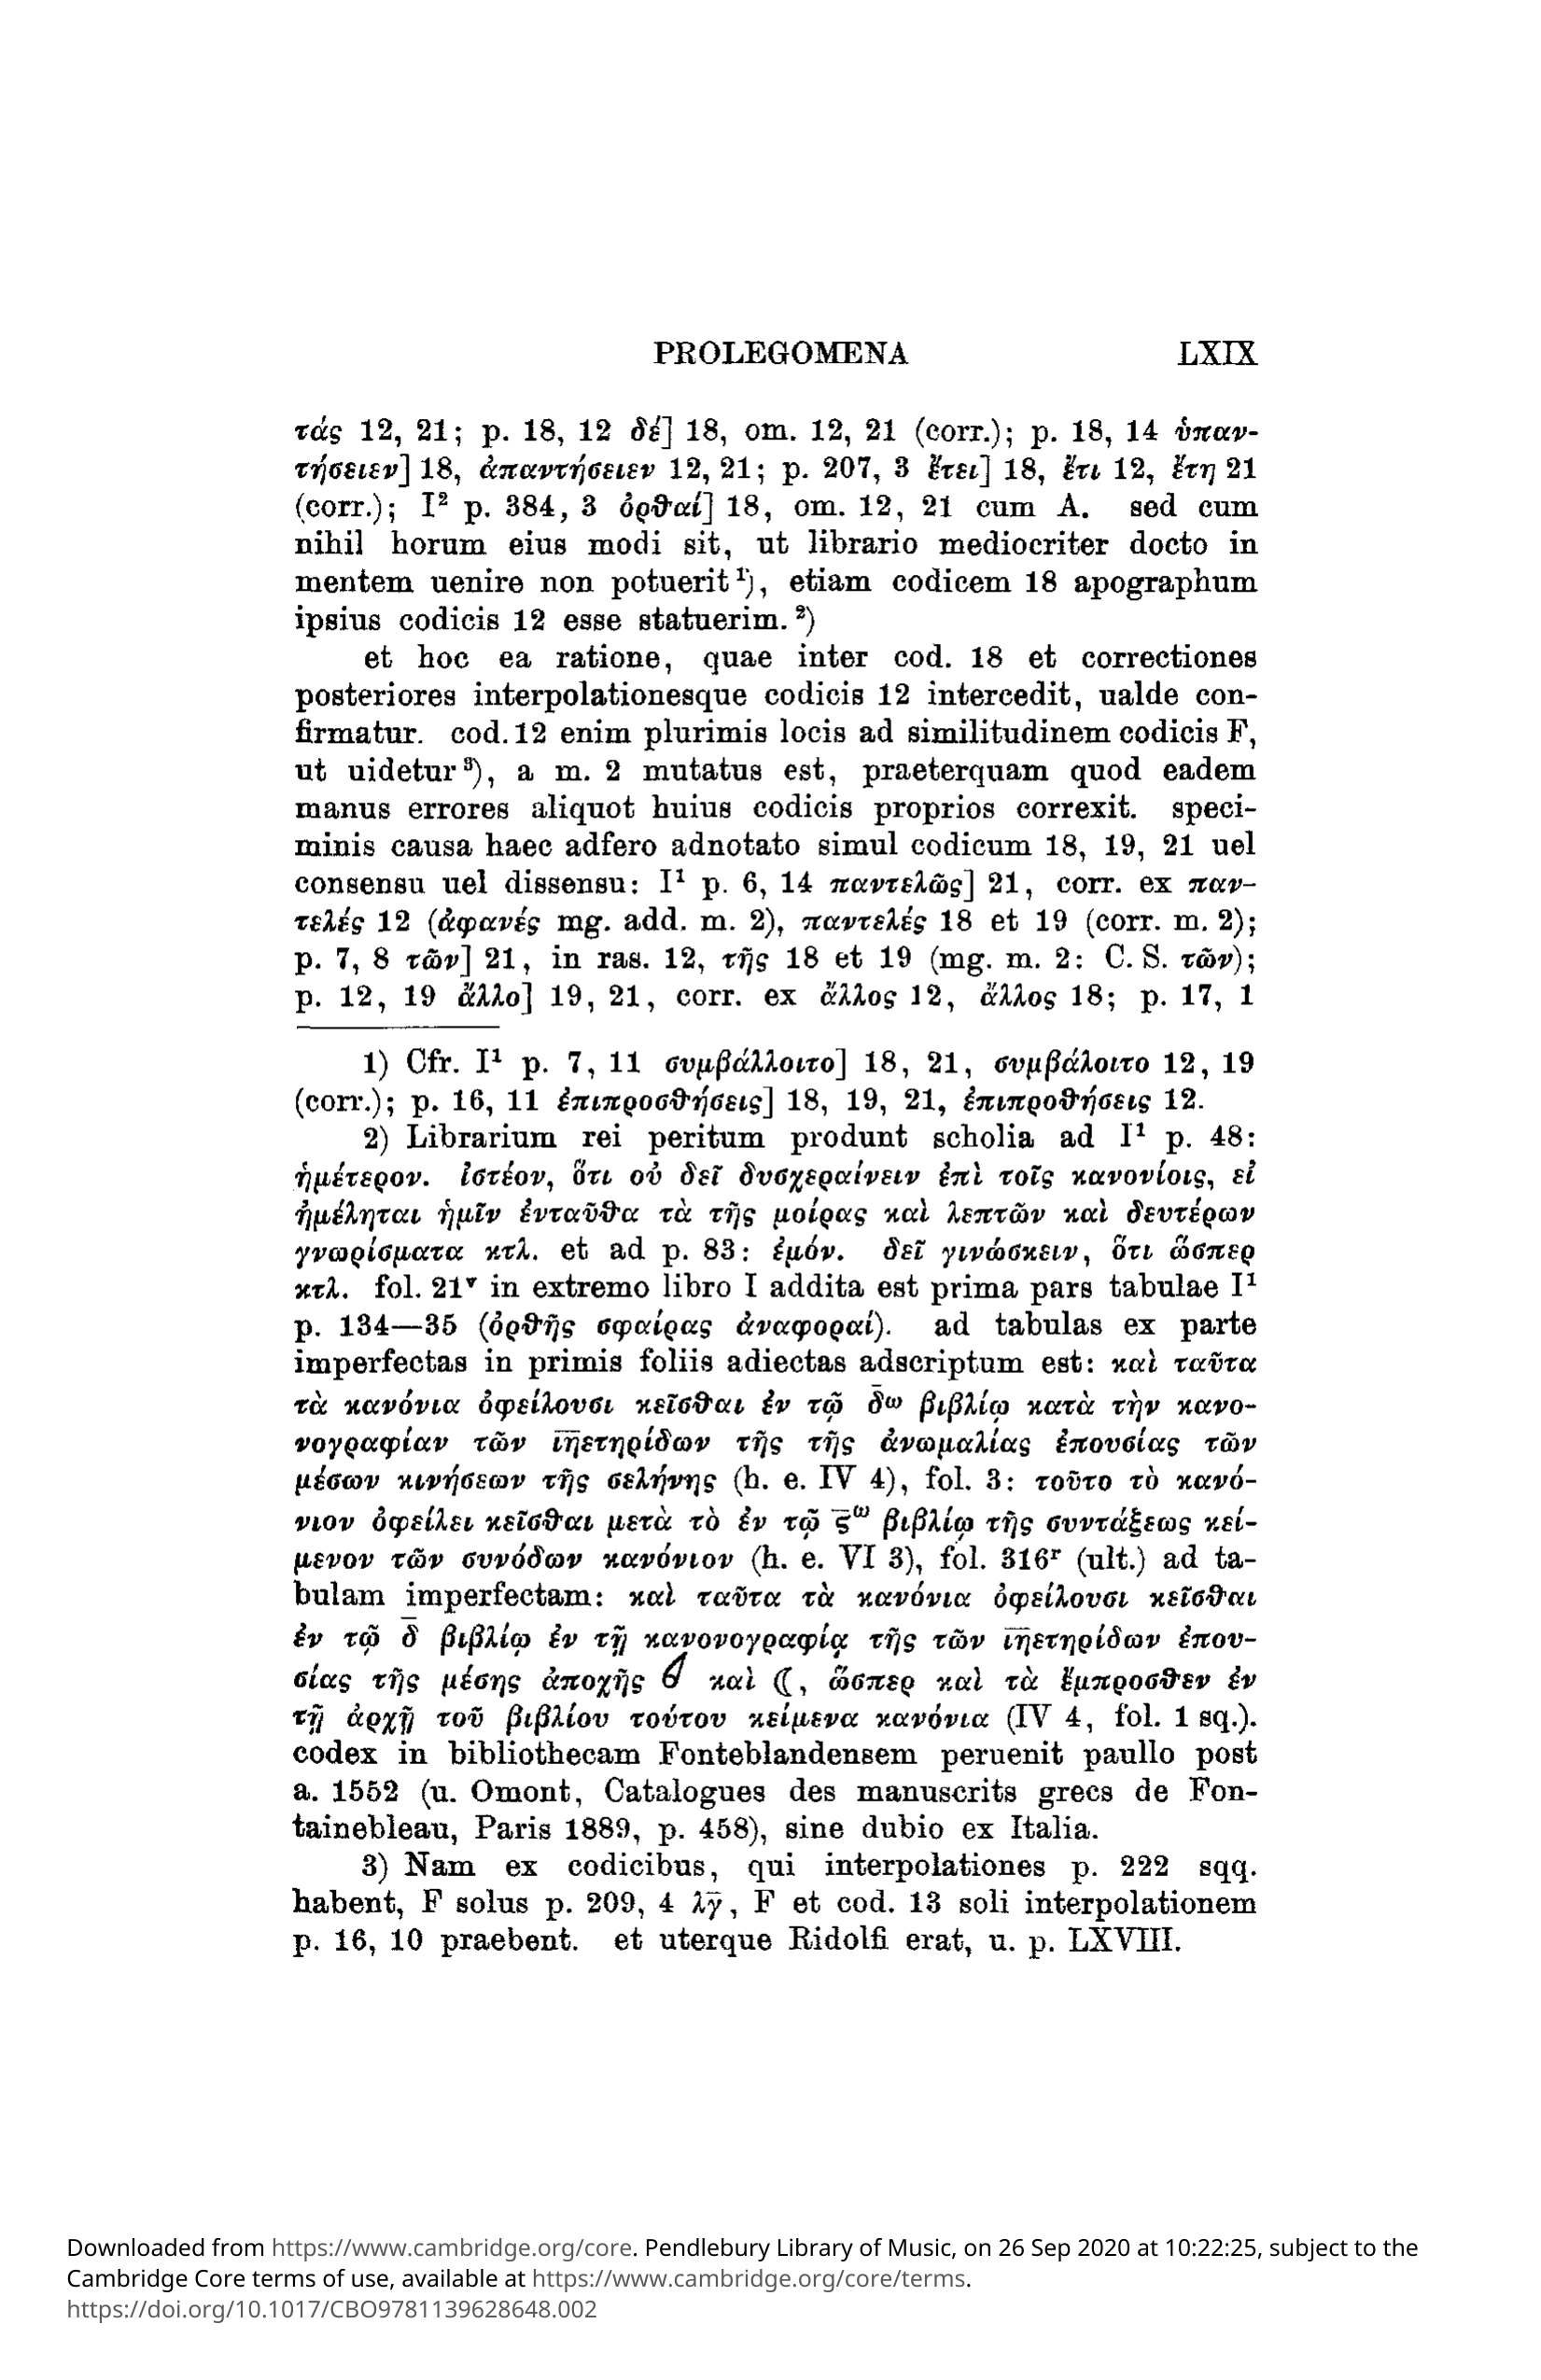 PROLEGOMENA LXIX
τάς 12, 21; p. 18, 12 δέ] 18, om. 12, 21 (corr.); p. 18, 14 ὑπαν-
τήσειεν] 18, ἀπαντήσειεν 12, 21; p. 207, 3 ἔτει] 18, ἔτι 12, ἔτη 21
(corr.); I² p. 384, 3 ὀρθαί] 18, om. 12, 21 cum A. sed cum
nihil horum eius modi sit, ut librario mediocriter docto in
mentem uenire non potuerit¹), etiam codicem 18 apographum
ipsius codicis 12 esse statuerim.²)
et hoc ea ratione, quae inter cod. 18 et correctiones
posteriores interpolationesque codicis 12 intercedit, ualde con-
firmatur. cod. 12 enim plurimis locis ad similitudinem codicis F,
ut uidetur³), a m. 2 mutatus est, praeterquam quod eadem
manus errores aliquot huius codicis proprios correxit. speci-
minis causa haec adfero adnotato simul codicum 18, 19, 21 uel
consensu uel dissensu: I¹ p. 6, 14 παντελῶς] 21, corr. ex παν-
τελές 12 (ἀφανές mg. add. m. 2), παντελές 18 et 19 (corr. m. 2);
p. 7, 8 τῶν] 21, in ras. 12, τῆς 18 et 19 (mg. m. 2: C. S. τῶν);
p. 12, 19 ἄλλο] 19, 21, corr. ex ἄλλος 12, ἄλλος 18; p. 17, 1
1) Cfr. I¹ p. 7, 11 συμβάλλοιτο] 18, 21, συμβάλοιτο 12, 19
(corr.); p. 16, 11 ἐπιπροσθήσεις] 18, 19, 21, ἐπιπροθήσεις 12.
2) Librarium rei peritum produnt scholia ad I¹ p. 48:
ἡμέτερον. ἰστέον, ὅτι οὐ δεῖ δυσχεραίνειν ἐπὶ τοῖς κανονίοις, εἰ
ἠμέληται ἡμῖν ἐνταῦθα τὰ τῆς μοίρας καὶ λεπτῶν καὶ δευτέρων
γνωρίσματα κτλ. et ad p. 83: ἐμόν. δεῖ γινώσκειν, ὅτι ὥσπερ
κτλ. fol. 21ᵛ in extremo libro I addita est prima pars tabulae I¹
p. 134—35 (ὀρθῆς σφαίρας ἀναφοραί). ad tabulas ex parte
imperfectas in primis foliis adiectas adscriptum est: καὶ ταῦτα
τὰ κανόνια ὀφείλουσι κεῖσθαι ἐν τῷ δ̄ω βιβλίῳ κατὰ τὴν κανο-
νογραφίαν τῶν ῑη̄ετηρίδων τῆς τῆς ἀνωμαλίας ἐπουσίας τῶν
μέσων κινήσεων τῆς σελήνης (h. e. IV 4), fol. 3: τοῦτο τὸ κανό-
νιον ὀφείλει κεῖσθαι μετὰ τὸ ἐν τῷ ϛ̄ω βιβλίῳ τῆς συντάξεως κεί-
μενον τῶν συνόδων κανόνιον (h. e. VI 3), fol. 316ʳ (ult.) ad ta-
bulam imperfectam: καὶ ταῦτα τὰ κανόνια ὀφείλουσι κεῖσθαι
ἐν τῷ δ̄ βιβλίῳ ἐν τῇ κανονογραφίᾳ τῆς τῶν ῑη̄ετηρίδων ἐπου-
σίας τῆς μέσης ἀποχῆς καὶ ☾, ὥσπερ καὶ τὰ ἔμπροσθεν ἐν
τῇ ἀρχῇ τοῦ βιβλίου τούτου κείμενα κανόνια (IV 4, fol. 1 sq.).
codex in bibliothecam Fonteblandensem peruenit paullo post
a. 1552 (u. Omont, Catalogues des manuscrits grecs de Fon-
tainebleau, Paris 1889, p. 458), sine dubio ex Italia.
3) Nam ex codicibus, qui interpolationes p. 222 sqq.
habent, F solus p. 209, 4 λγ̄, F et cod. 13 soli interpolationem
p. 16, 10 praebent. et uterque Ridolfi erat, u. p. LXVIII.
Downloaded from https://www.cambridge.org/core. Pendlebury Library of Music, on 26 Sep 2020 at 10:22:25, subject to the
Cambridge Core terms of use, available at https://www.cambridge.org/core/terms.
https://doi.org/10.1017/CBO9781139628648.002